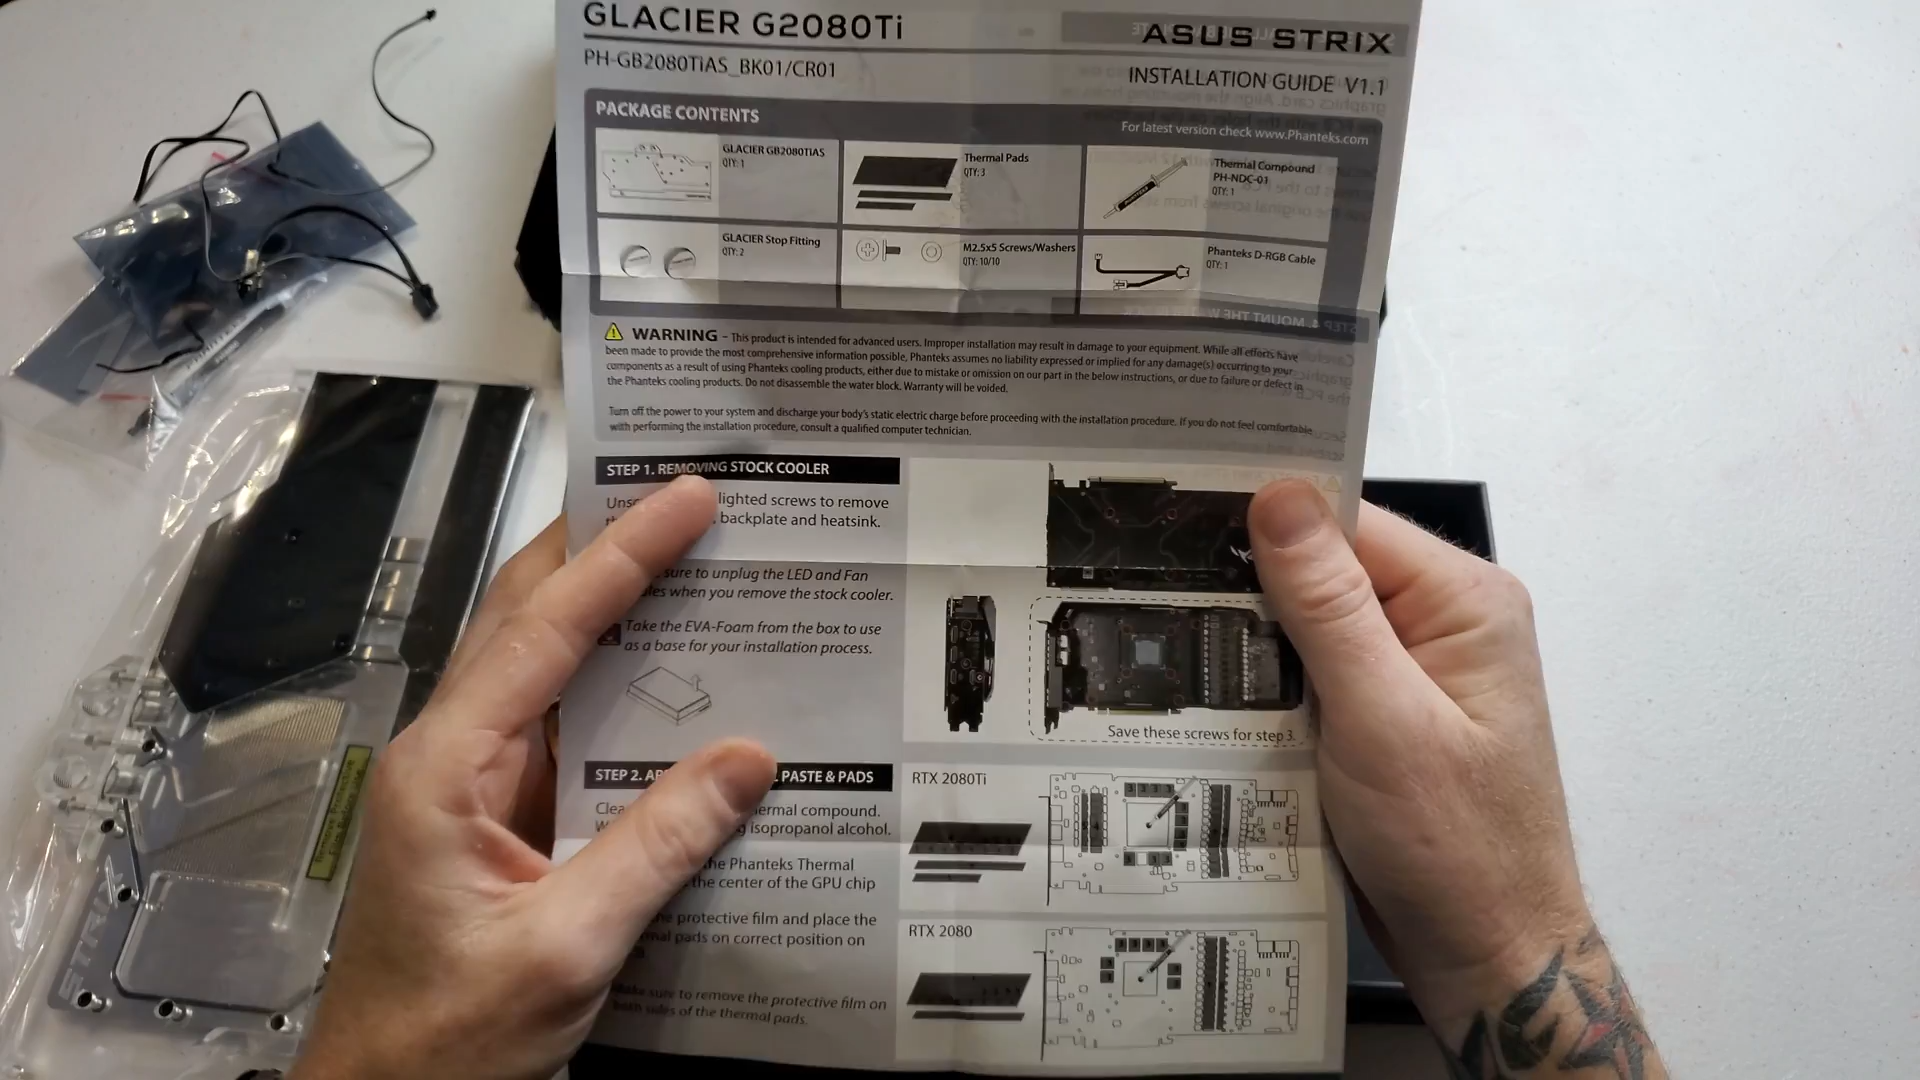 GLACIER G2080Ti
ASUS STRIX
PH-GB2080TiAS_BK01/CR01
INSTALLATION GUIDE V1.1
PACKAGE CONTENTS
For latest version check www.Phanteks.com
GLACIER GB2080TIAS
QTY: 1
Thermal Pads
QTY: 3
Thermal Compound
PH-NDC-01
QTY: 1
GLACIER Stop Fitting
QTY: 2
M2.5x5 Screws/Washers
QTY: 10/10
Phanteks D-RGB Cable
QTY: 1
WARNING - This product is intended for advanced users. Improper installation may result in damage to your equipment. While all efforts have
been made to provide the most comprehensive information possible, Phanteks assumes no liability expressed or implied for any damage(s) occurring to your
components as a result of using Phanteks cooling products, either due to mistake or omission on our part in the below instructions, or due to failure or defect in
the Phanteks cooling products. Do not disassemble the water block. Warranty will be voided.
Turn off the power to your system and discharge your body's static electric charge before proceeding with the installation procedure. If you do not feel comfortable
with performing the installation procedure, consult a qualified computer technician.
STEP 1. REMOVING STOCK COOLER
lighted screws to remove
backplate and heatsink.
sure to unplug the LED and Fan
when you remove the stock cooler.
Take the EVA-Foam from the box to use
as a base for your installation process.
Save these screws for step 3.
STEP 2. PASTE & PADS
isopropanol alcohol.
the Phanteks Thermal
the center of the GPU chip
protective film and place the
pads on correct position on
Make sure to remove the protective film on
both sides of the thermal pads.
RTX 2080Ti
RTX 2080
Remove Protective
STRIX